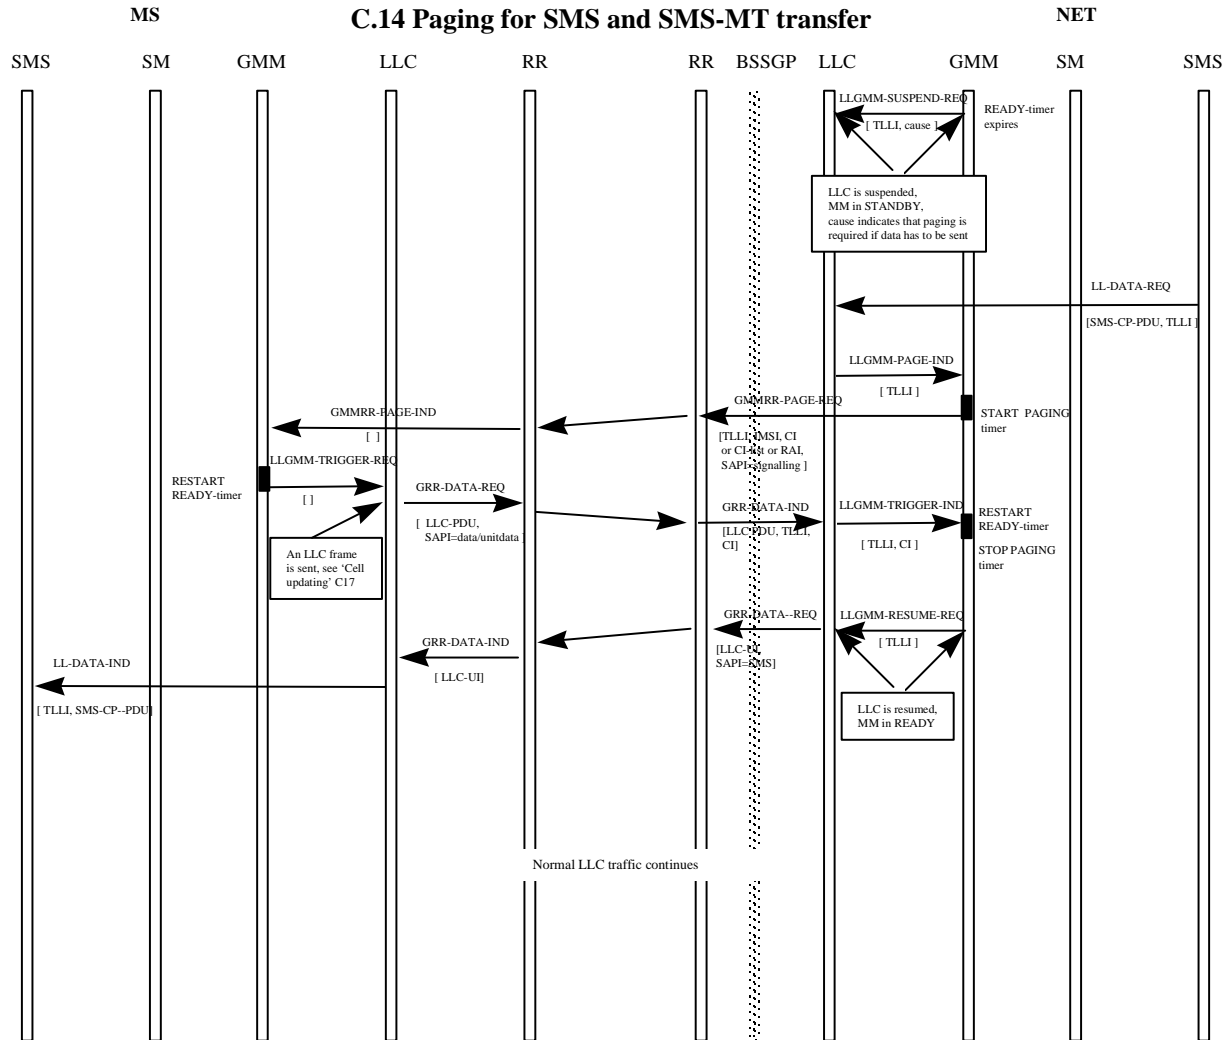 MS
C.14 Paging for SMS and SMS-MT transfer
NET
SMS SM GMM LLC RR RR BSSGP LLC GMM SM SMS
LLGMM-SUSPEND-REQ
[ TLLI, cause ]
READY-timer
expires
LLC is suspended,
MM in STANDBY,
cause indicates that paging is
required if data has to be sent
LL-DATA-REQ
[SMS-CP-PDU, TLLI ]
LLGMM-PAGE-IND
[ TLLI ]
GMMRR-PAGE-REQ
START PAGING
timer
GMMRR-PAGE-IND
[ ]
[TLLI, IMSI, CI
or CI-list or RAI,
SAPI=signalling ]
LLGMM-TRIGGER-REQ
[ ]
RESTART
READY-timer
GRR-DATA-REQ
[ LLC-PDU,
SAPI=data/unitdata ]
GRR-DATA-IND
[LLC-PDU, TLLI,
CI]
LLGMM-TRIGGER-IND
[ TLLI, CI ]
RESTART
READY-timer
STOP PAGING
timer
An LLC frame
is sent, see ‘Cell
updating’ C17
GRR-DATA--REQ
[LLC-UI,
SAPI=SMS]
LLGMM-RESUME-REQ
[ TLLI ]
GRR-DATA-IND
[ LLC-UI]
LL-DATA-IND
[ TLLI, SMS-CP--PDU]
LLC is resumed,
MM in READY
Normal LLC traffic continues